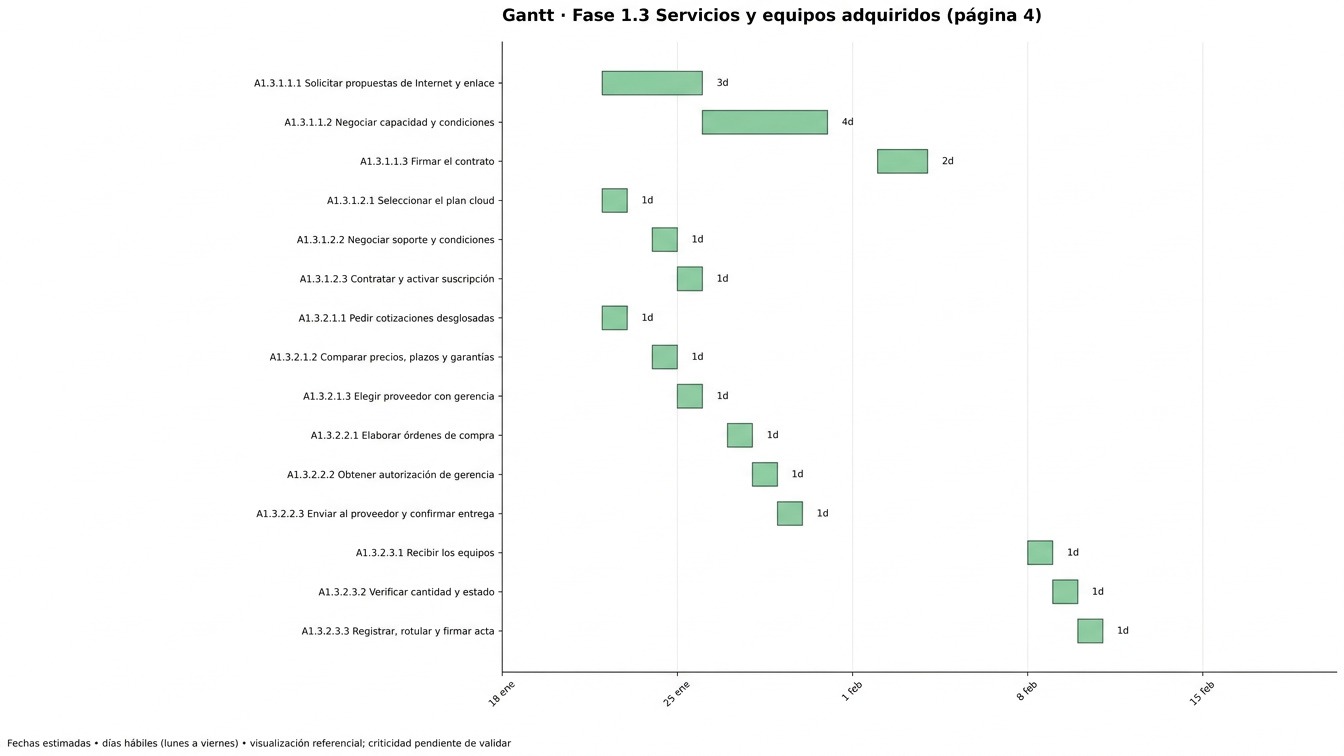 Gantt · Fase 1.3 Servicios y equipos adquiridos (página 4)
A1.3.1.1.1 Solicitar propuestas de Internet y enlace 3d
A1.3.1.1.2 Negociar capacidad y condiciones 4d
A1.3.1.1.3 Firmar el contrato 2d
A1.3.1.2.1 Seleccionar el plan cloud 1d
A1.3.1.2.2 Negociar soporte y condiciones 1d
A1.3.1.2.3 Contratar y activar suscripción 1d
A1.3.2.1.1 Pedir cotizaciones desglosadas 1d
A1.3.2.1.2 Comparar precios, plazos y garantías 1d
A1.3.2.1.3 Elegir proveedor con gerencia 1d
A1.3.2.2.1 Elaborar órdenes de compra 1d
A1.3.2.2.2 Obtener autorización de gerencia 1d
A1.3.2.2.3 Enviar al proveedor y confirmar entrega 1d
A1.3.2.3.1 Recibir los equipos 1d
A1.3.2.3.2 Verificar cantidad y estado 1d
A1.3.2.3.3 Registrar, rotular y firmar acta 1d
18 ene 25 ene 1 feb 8 feb 15 feb
Fechas estimadas • días hábiles (lunes a viernes) • visualización referencial; criticidad pendiente de validar